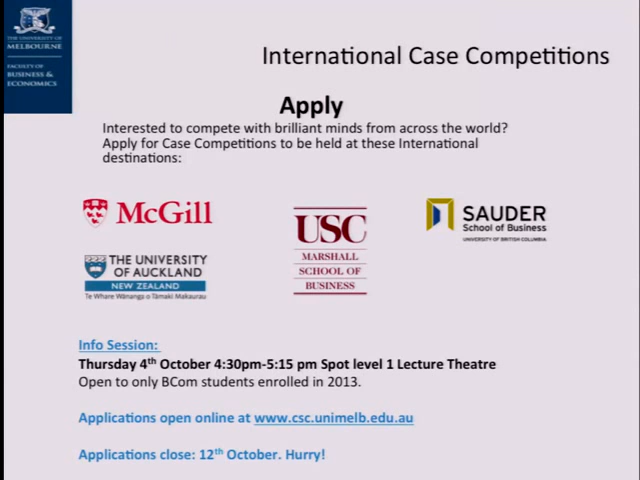 THE UNIVERSITY OF
MELBOURNE
FACULTY OF
BUSINESS &
ECONOMICS
International Case Competitions
Apply
Interested to compete with brilliant minds from across the world?
Apply for Case Competitions to be held at these International
destinations:
McGill
USC
MARSHALL
SCHOOL OF
BUSINESS
SAUDER
School of Business
UNIVERSITY OF BRITISH COLUMBIA
THE UNIVERSITY
OF AUCKLAND
NEW ZEALAND
Te Whare Wānanga o Tāmaki Makaurau
Info Session:
Thursday 4th October 4:30pm-5:15 pm Spot level 1 Lecture Theatre
Open to only BCom students enrolled in 2013.
Applications open online at www.csc.unimelb.edu.au
Applications close: 12th October. Hurry!